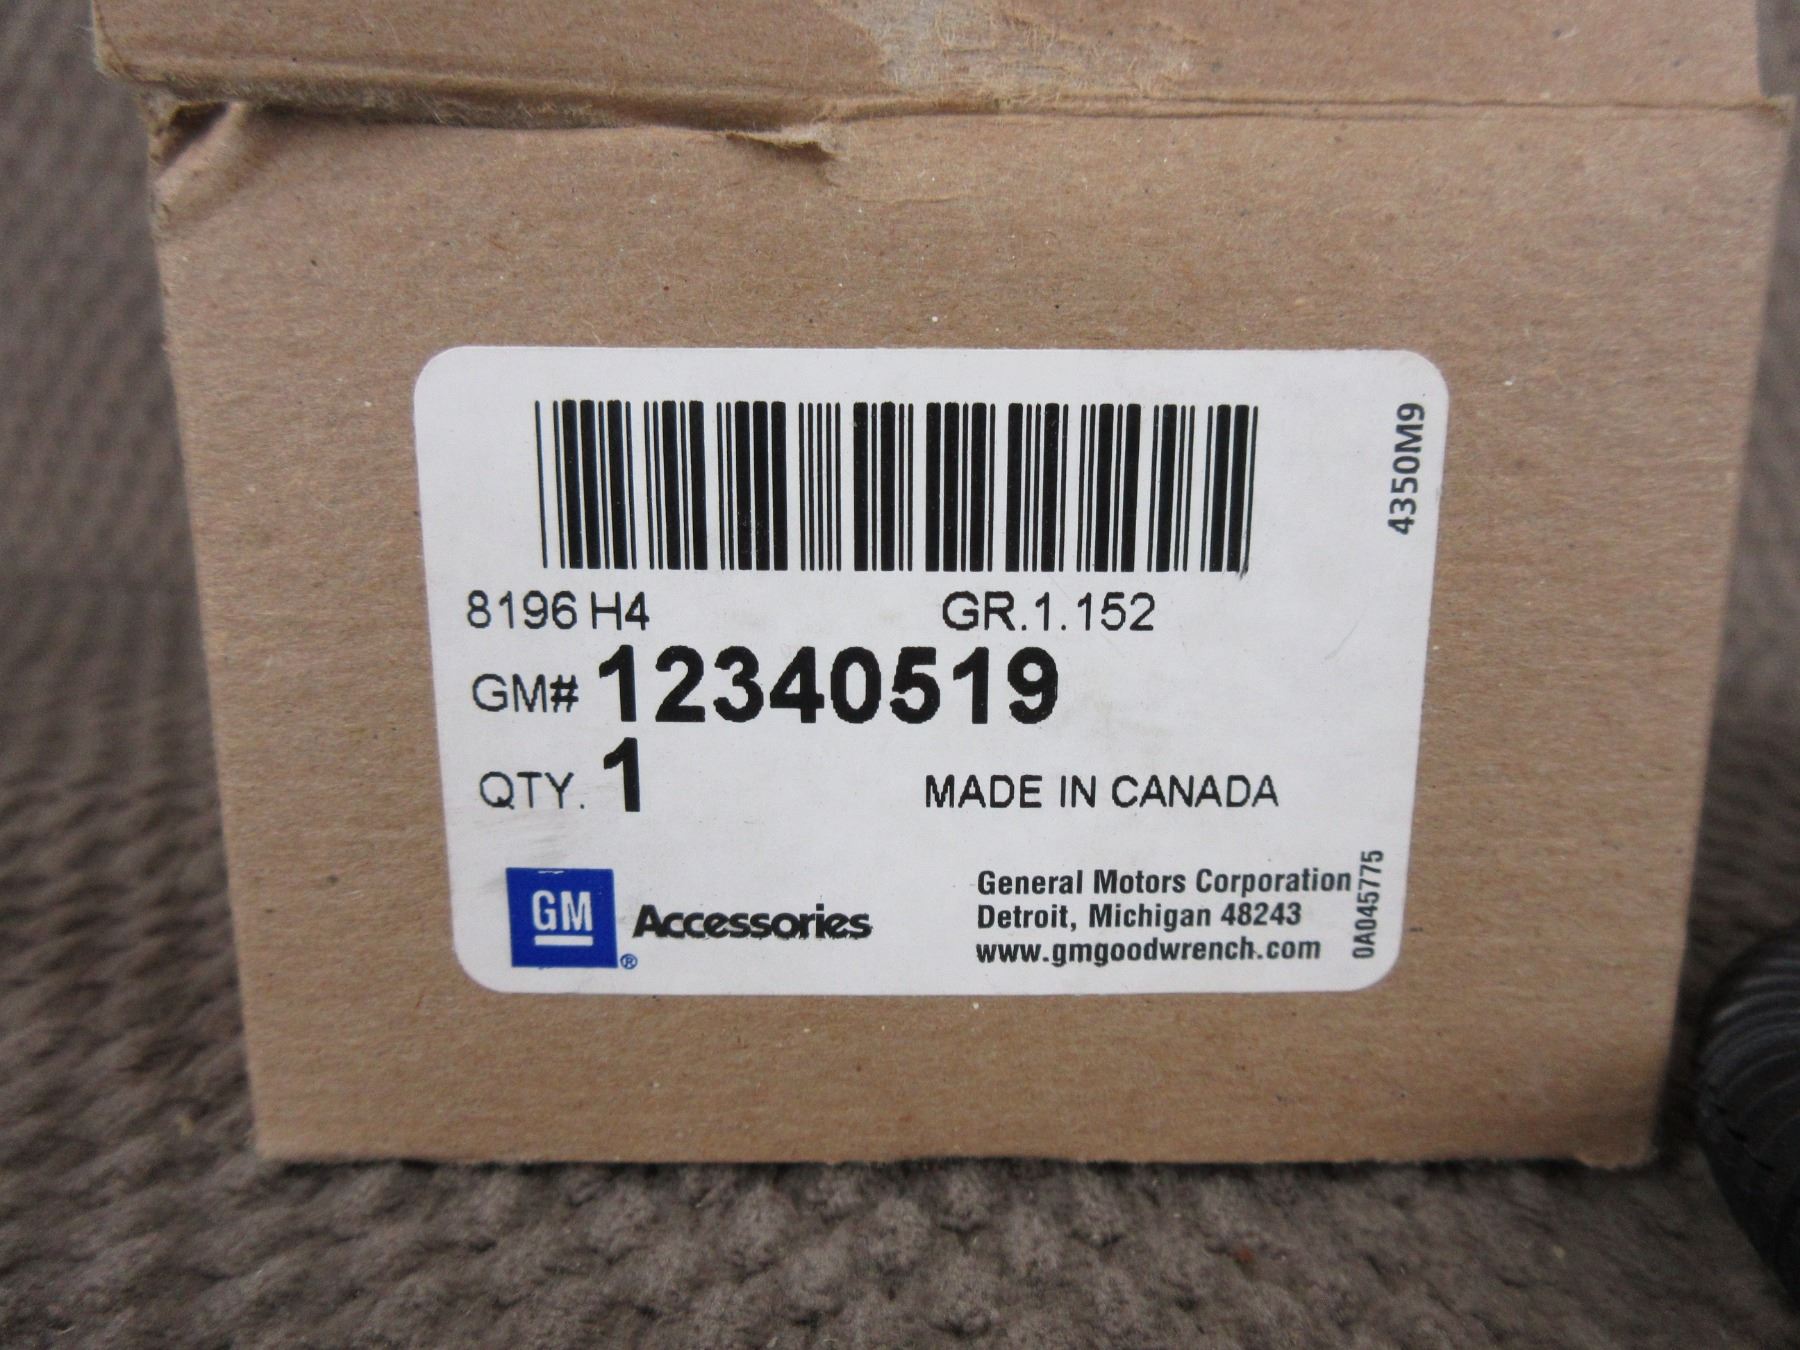 4350M9
8196 H4 GR.1.152
GM# 12340519
QTY. 1 MADE IN CANADA
GM ® Accessories
General Motors Corporation
Detroit, Michigan 48243
www.gmgoodwrench.com
0A045775